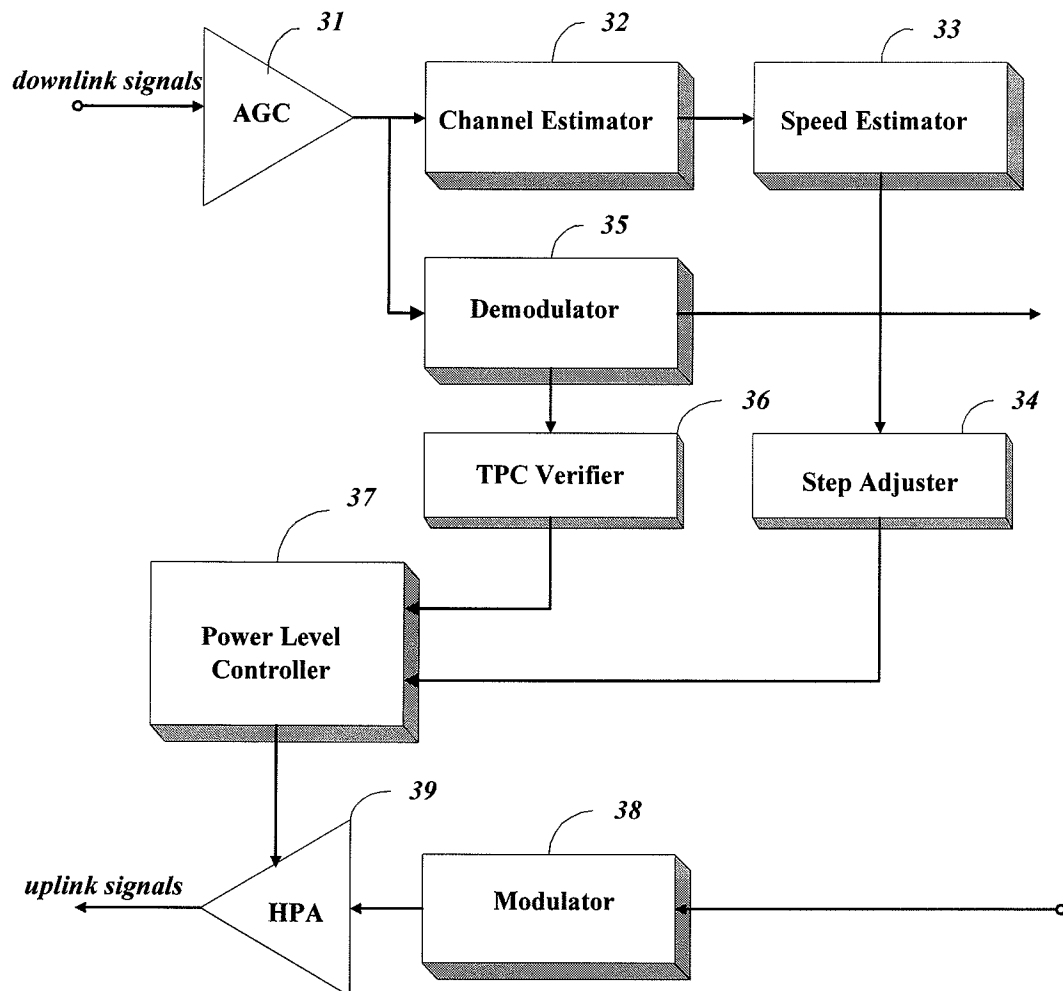 31
32
33
downlink signals
AGC
Channel Estimator
Speed Estimator
35
Demodulator
36
34
TPC Verifier
Step Adjuster
37
Power Level
Controller
39
38
uplink signals
HPA
Modulator